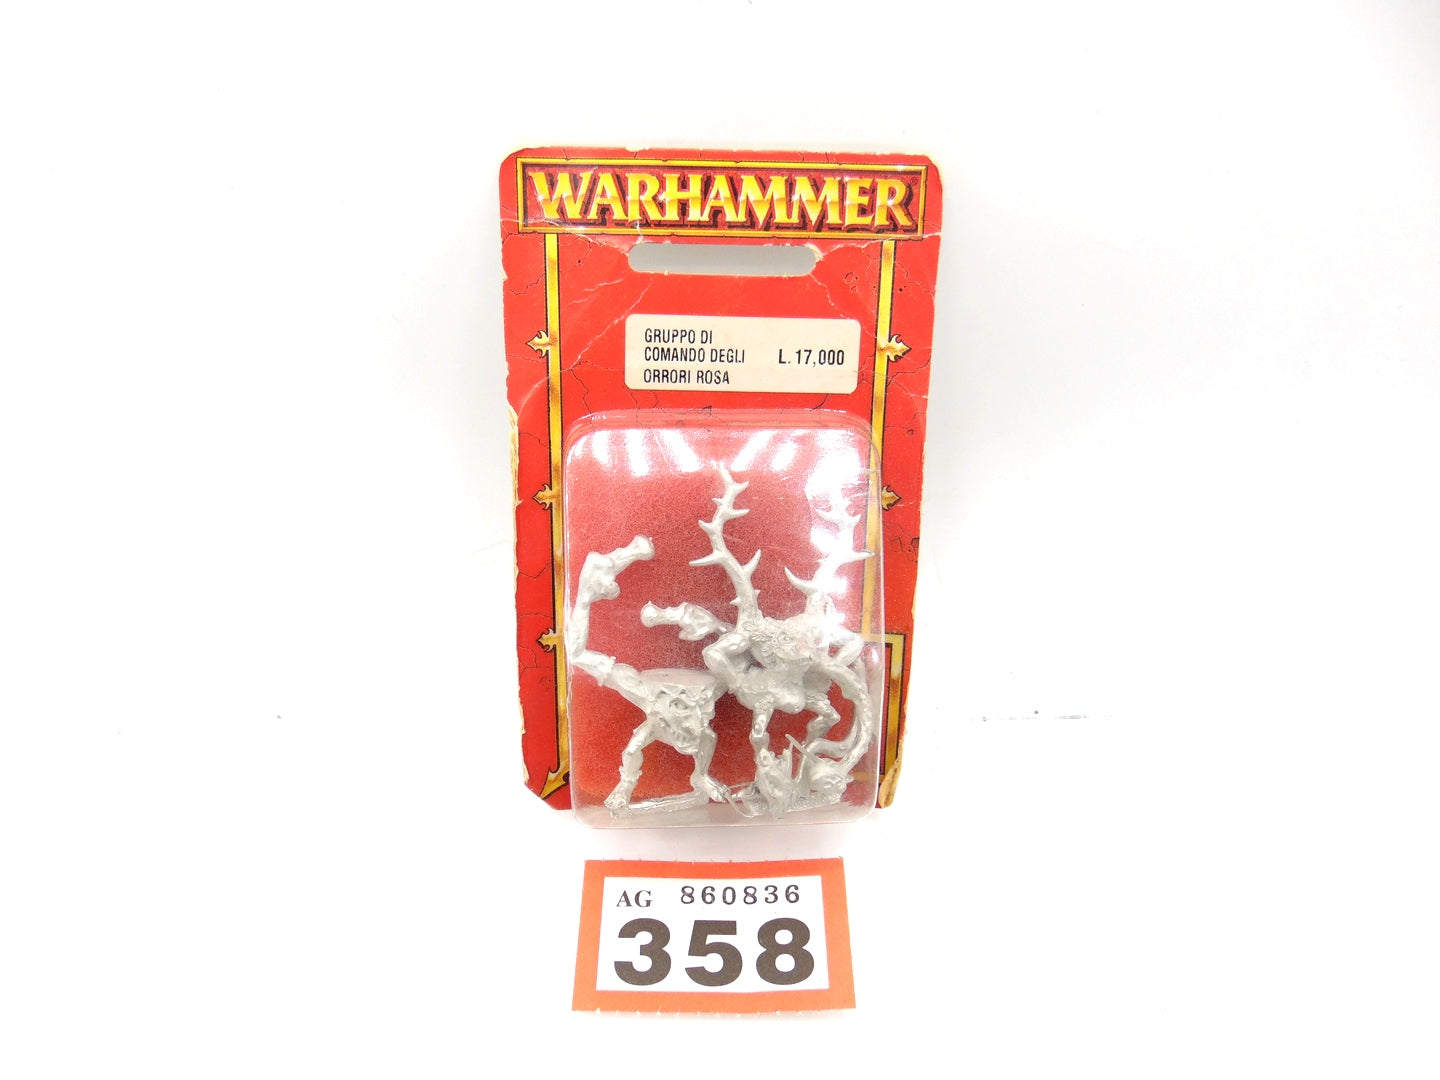 WARHAMMER®
GRUPPO DI
COMANDO DEGLI
ORRORI ROSA
L. 17,000
AG 860836
358